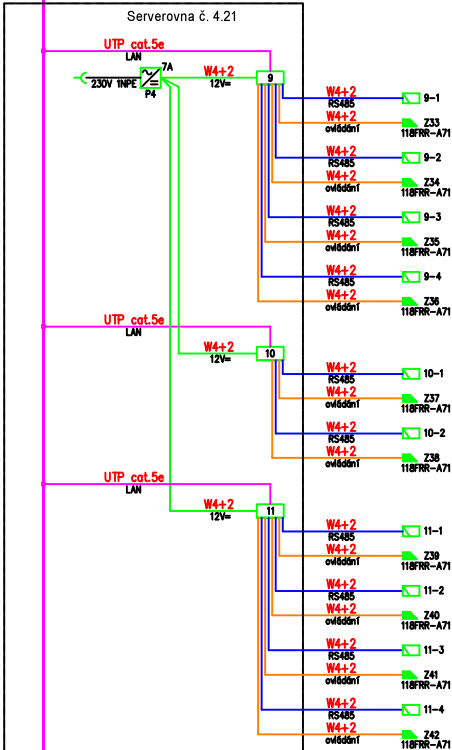 Serverovna č. 4.21
UTP cat.5e
LAN
7A
230V 1NPE
P4
W4+2
12V=
9
W4+2
RS485
9-1
W4+2
ovládání
Z33
118FRR-A71
W4+2
RS485
9-2
W4+2
ovládání
Z34
118FRR-A71
W4+2
RS485
9-3
W4+2
ovládání
Z35
118FRR-A71
W4+2
RS485
9-4
W4+2
ovládání
Z36
118FRR-A71
UTP cat.5e
LAN
W4+2
12V=
10
W4+2
RS485
10-1
W4+2
ovládání
Z37
118FRR-A71
W4+2
RS485
10-2
W4+2
ovládání
Z38
118FRR-A71
UTP cat.5e
LAN
W4+2
12V=
11
W4+2
RS485
11-1
W4+2
ovládání
Z39
118FRR-A71
W4+2
RS485
11-2
W4+2
ovládání
Z40
118FRR-A71
W4+2
RS485
11-3
W4+2
ovládání
Z41
118FRR-A71
W4+2
RS485
11-4
W4+2
ovládání
Z42
118FRR-A71